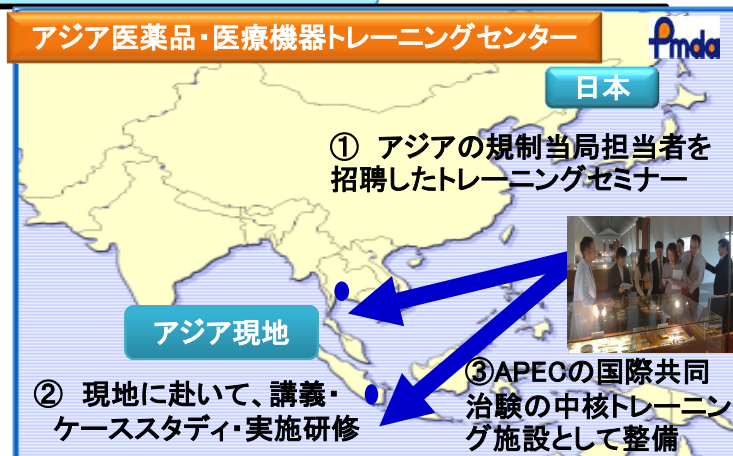 アジア医薬品・医療機器トレーニングセンター
Pmda
日本
① アジアの規制当局担当者を
招聘したトレーニングセミナー
アジア現地
② 現地に赴いて、講義・
ケーススタディ・実施研修
③APECの国際共同
治験の中核トレーニン
グ施設として整備